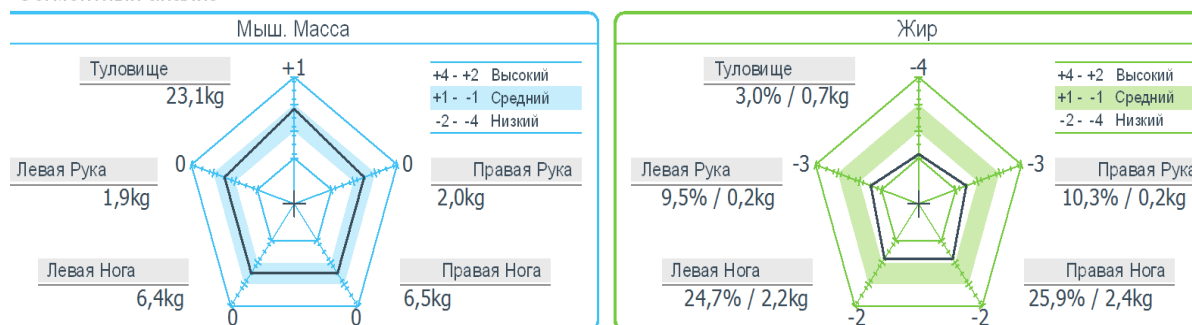 Мыш. Масса
Туловище
23,1kg
+1
+4 - +2 Высокий
+1 - -1 Средний
-2 - -4 Низкий
0
0
Левая Рука
1,9kg
Правая Рука
2,0kg
Левая Нога
6,4kg
Правая Нога
6,5kg
0
0
Жир
Туловище
3,0% / 0,7kg
-4
+4 - +2 Высокий
+1 - -1 Средний
-2 - -4 Низкий
-3
-3
Левая Рука
9,5% / 0,2kg
Правая Рука
10,3% / 0,2kg
Левая Нога
24,7% / 2,2kg
Правая Нога
25,9% / 2,4kg
-2
-2